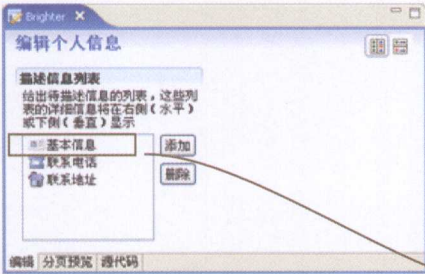 Brighter
编辑个人信息
描述信息列表
给出待描述信息的列表，这些列
表的详细信息将在右侧（水平）
或下侧（垂直）显示
基本信息
添加
联系电话
删除
联系地址
编辑 分页预览 源代码